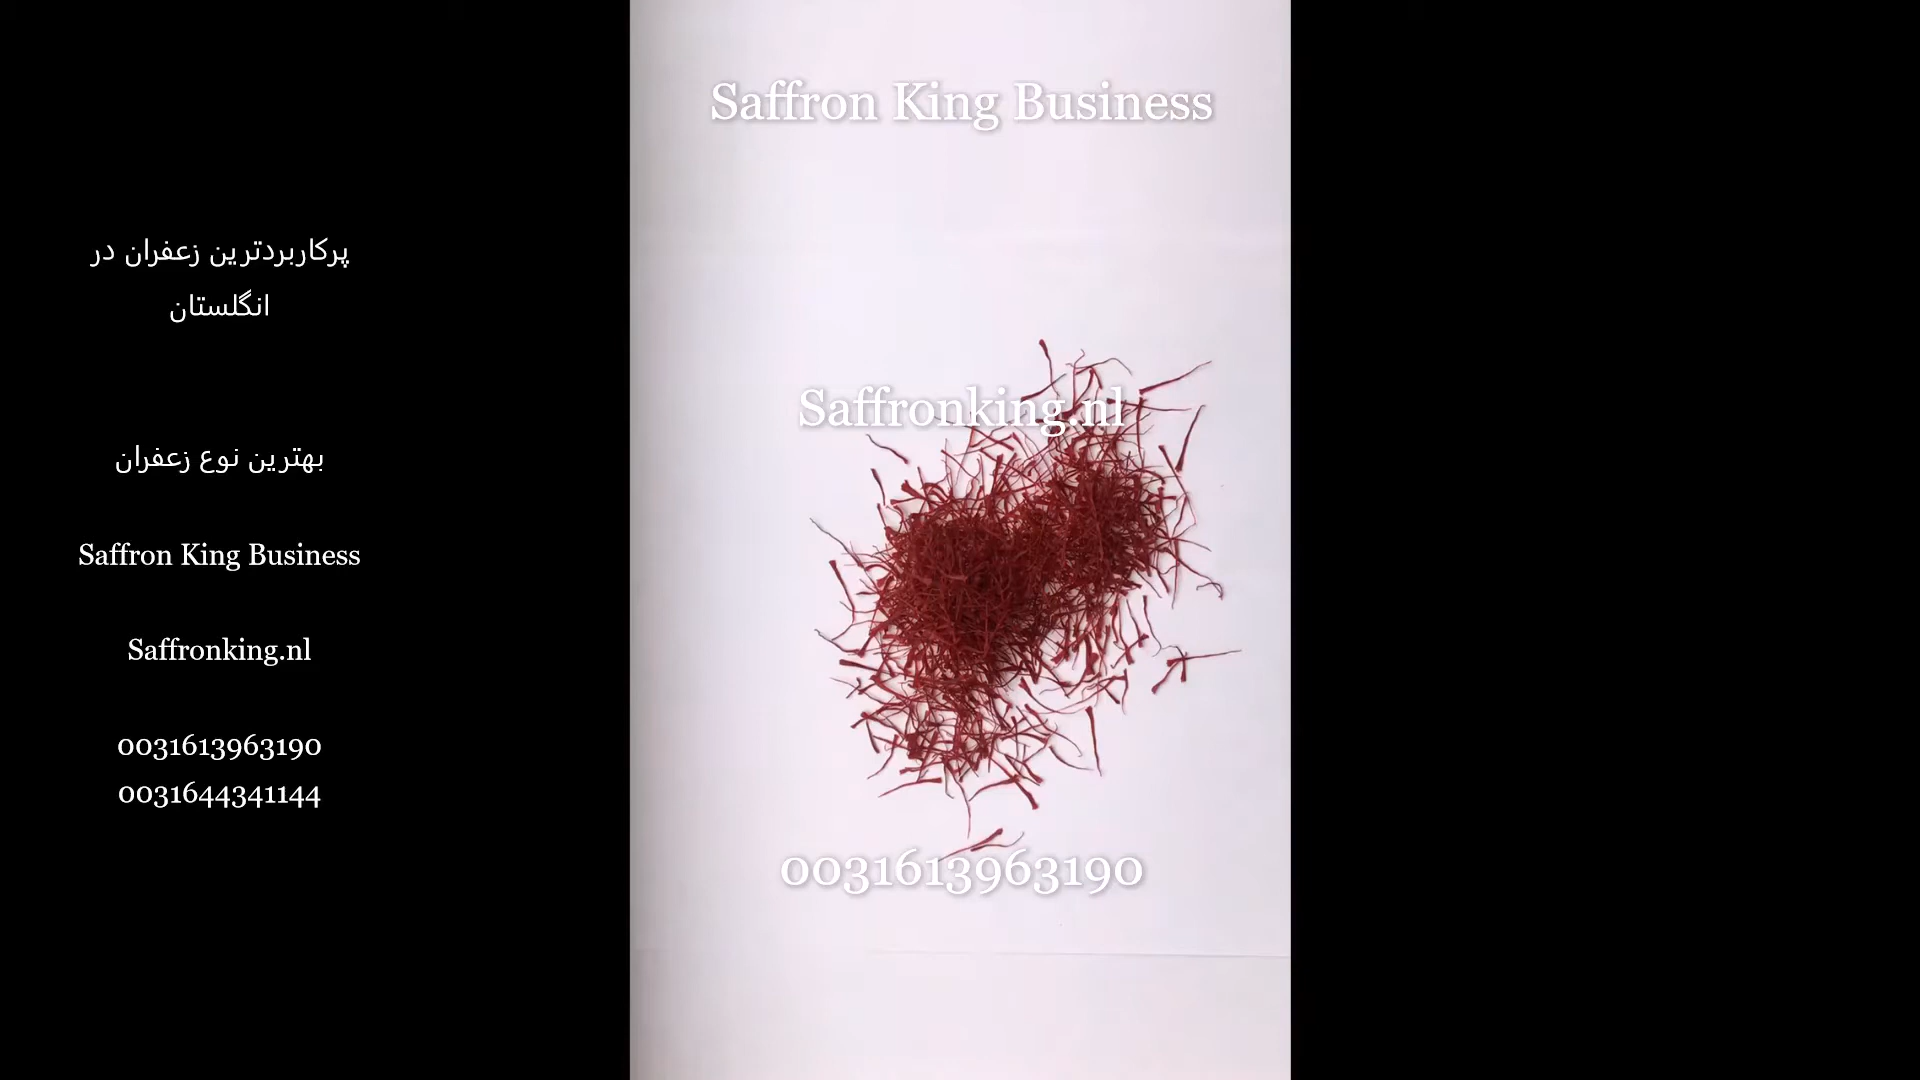 پرکاربردترین زعفران در
انگلستان
بهترین نوع زعفران
Saffron King Business
Saffronking.nl
0031613963190
0031644341144
Saffron King Business
Saffronking.nl
0031613963190